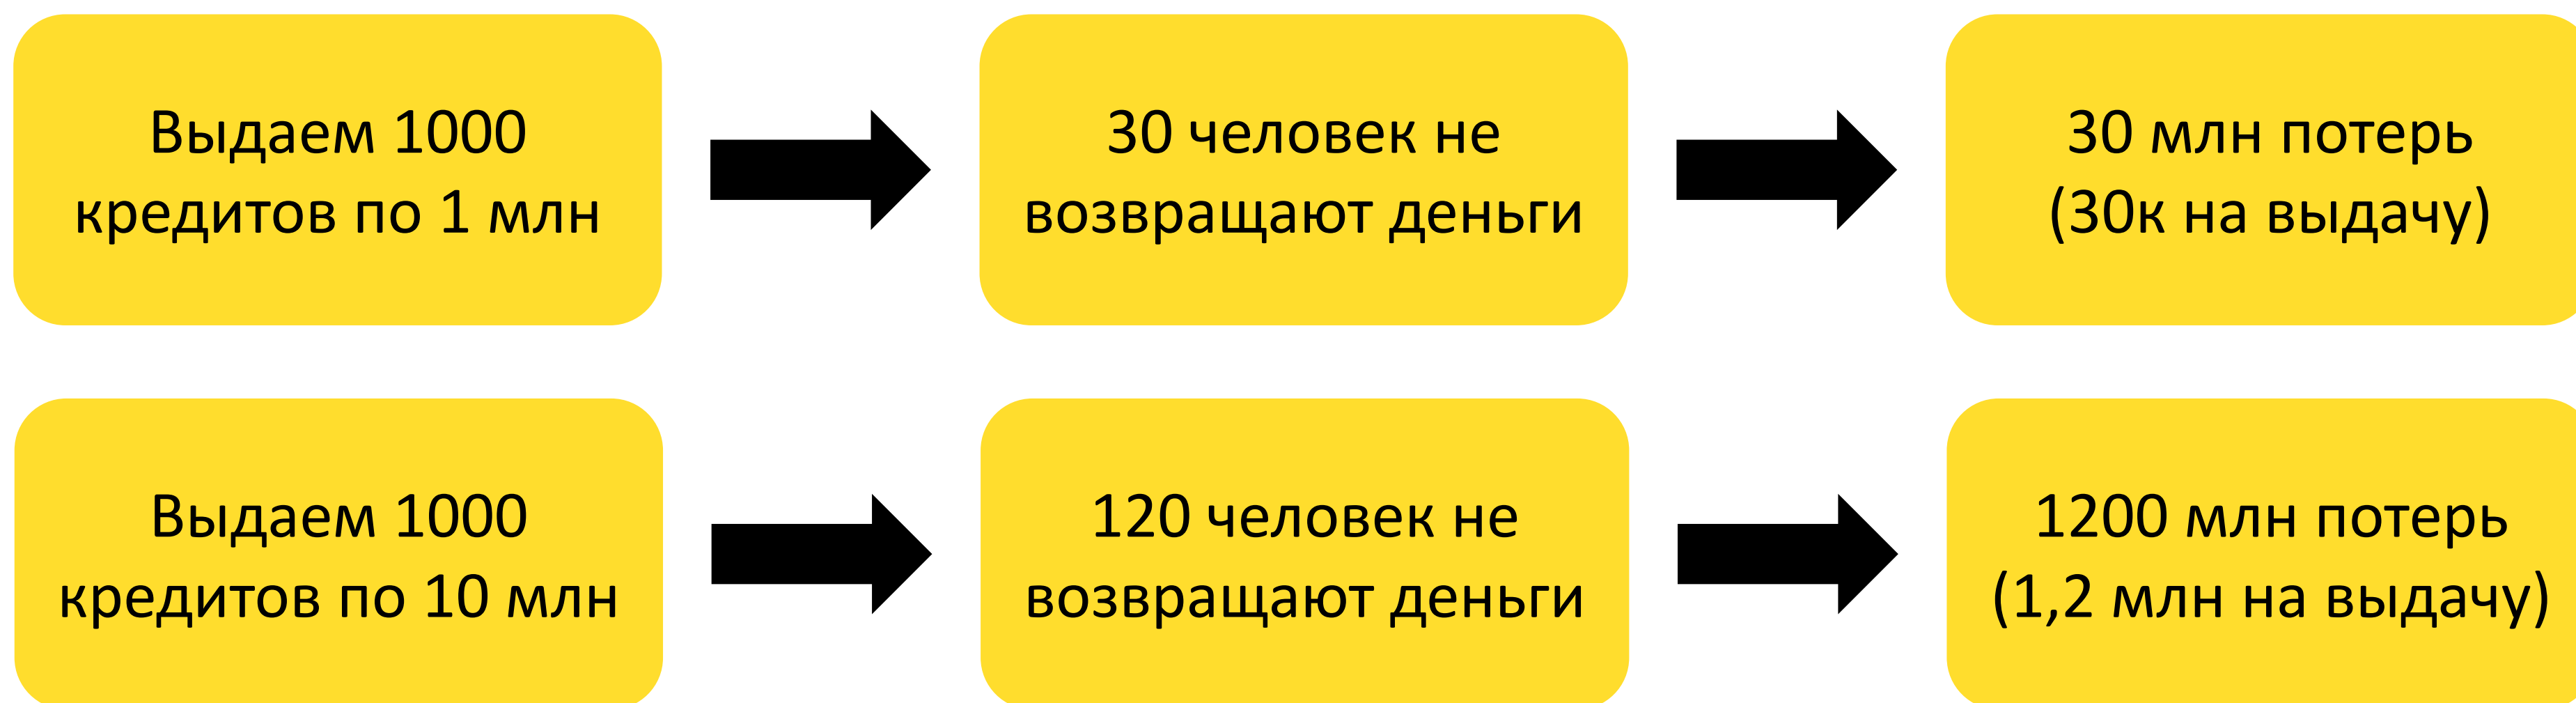 Выдаем 1000
кредитов по 1 млн
30 человек не
возвращают деньги
30 млн потерь
(30к на выдачу)
Выдаем 1000
кредитов по 10 млн
120 человек не
возвращают деньги
1200 млн потерь
(1,2 млн на выдачу)